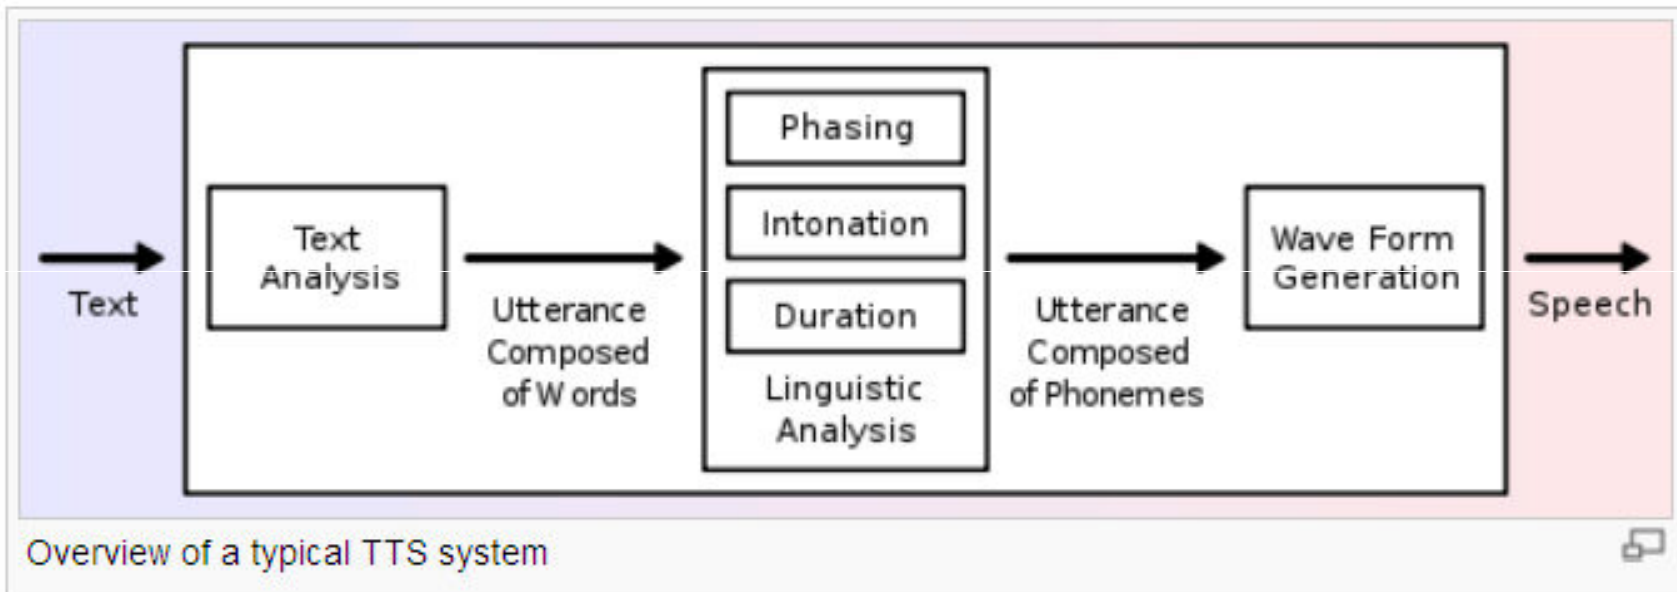 Text
Text
Analysis
Utterance
Composed
of Words
Phasing
Intonation
Duration
Linguistic
Analysis
Utterance
Composed
of Phonemes
Wave Form
Generation
Speech
Overview of a typical TTS system